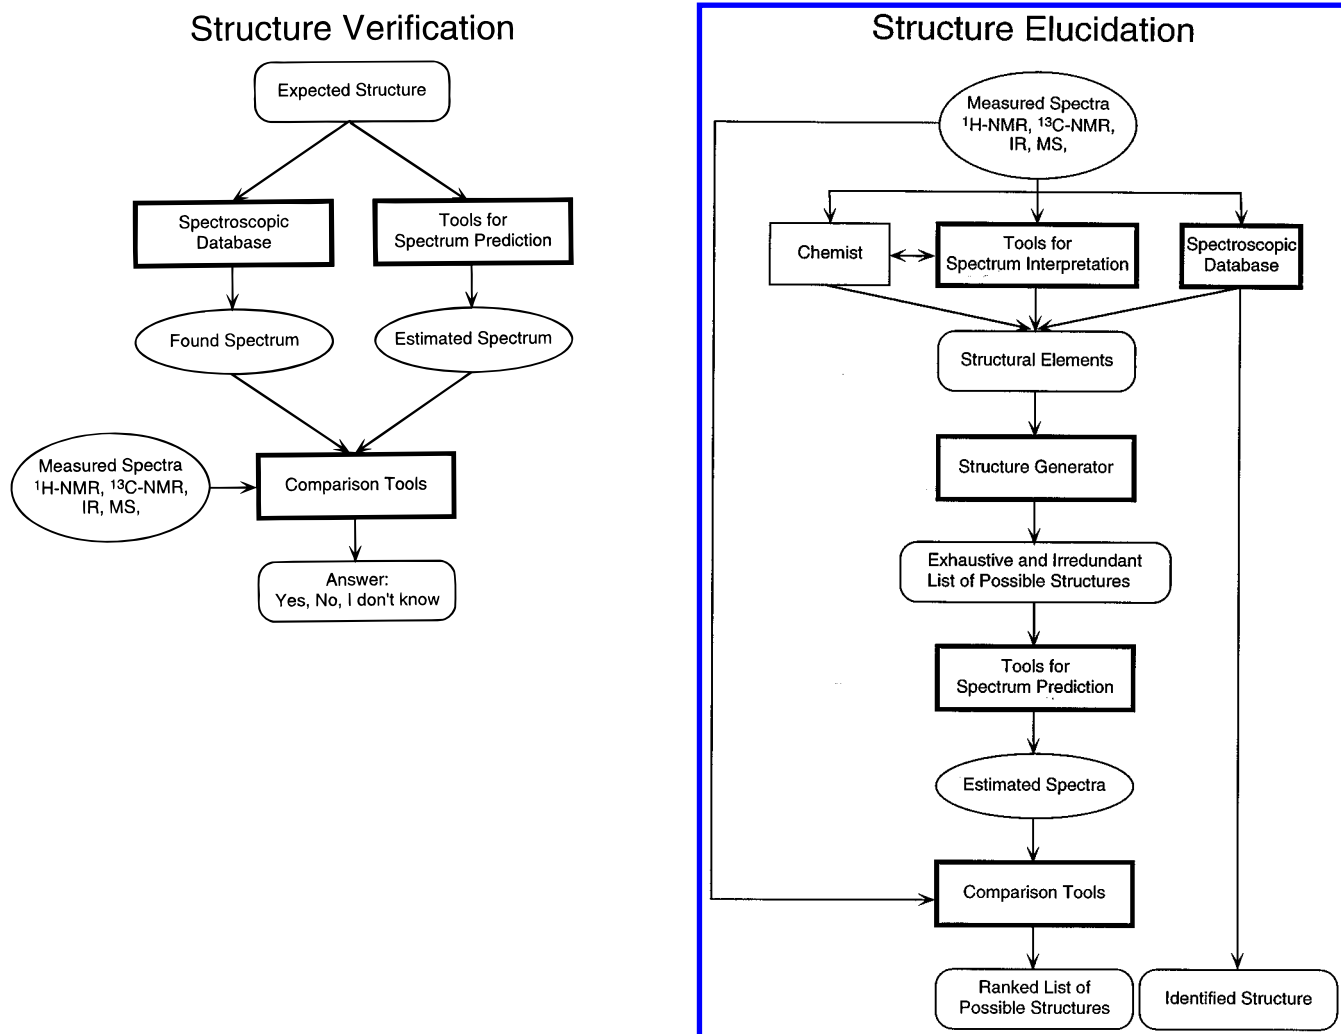 Structure Verification
Expected Structure
Spectroscopic
Database
Tools for
Spectrum Prediction
Found Spectrum
Estimated Spectrum
Measured Spectra
¹H-NMR, ¹³C-NMR,
IR, MS,
Comparison Tools
Answer:
Yes, No, I don't know
Structure Elucidation
Measured Spectra
¹H-NMR, ¹³C-NMR,
IR, MS,
Chemist
Tools for
Spectrum Interpretation
Spectroscopic
Database
Structural Elements
Structure Generator
Exhaustive and Irredundant
List of Possible Structures
Tools for
Spectrum Prediction
Estimated Spectra
Comparison Tools
Ranked List of
Possible Structures
Identified Structure